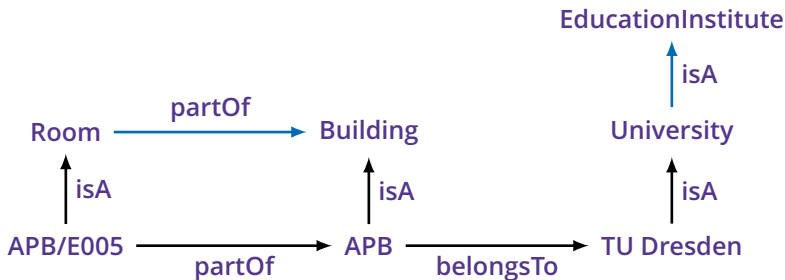 EducationInstitute
isA
partOf
Room
Building
University
isA
isA
isA
APB/E005
partOf
APB
belongsTo
TU Dresden